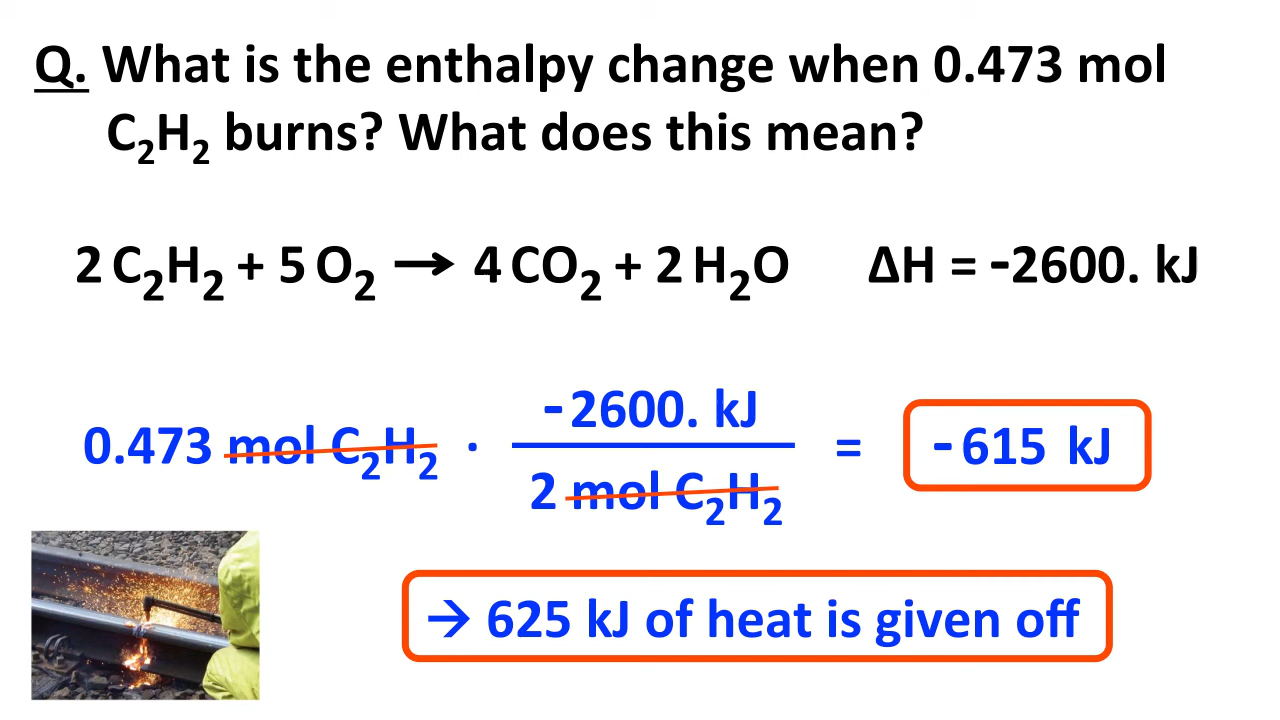 Q. What is the enthalpy change when 0.473 mol
C₂H₂ burns? What does this mean?
2 C₂H₂ + 5 O₂ → 4 CO₂ + 2 H₂O ΔH = -2600. kJ
-2600. kJ
0.473 mol C₂H₂ · = -615 kJ
2 mol C₂H₂
→ 625 kJ of heat is given off